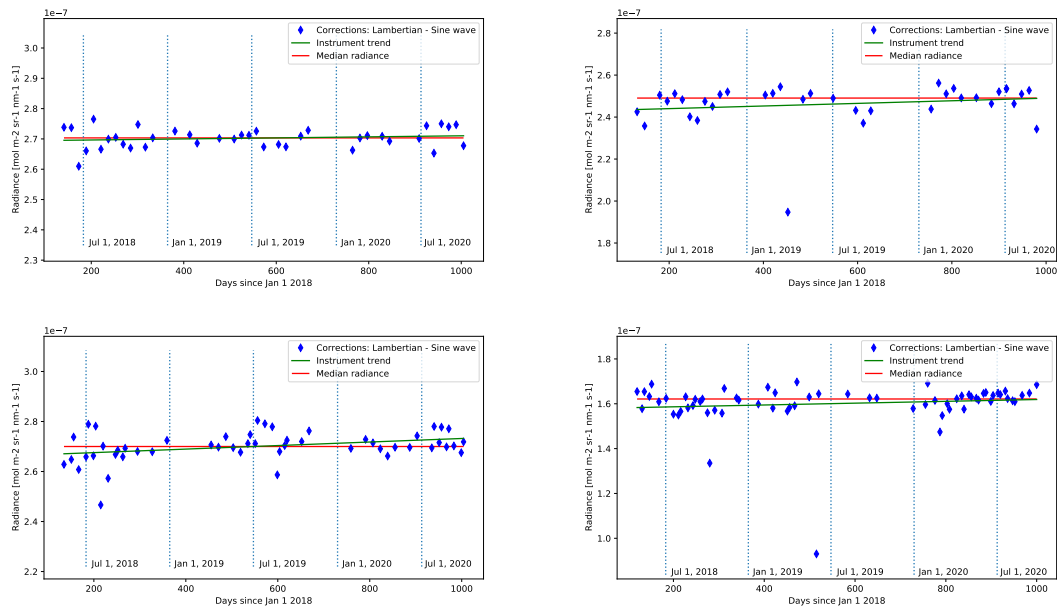 1e−7
Corrections: Lambertian - Sine wave
Instrument trend
Median radiance
3.0
2.9
2.8
2.7
2.6
2.5
2.4
2.3
Radiance [mol m-2 sr-1 nm-1 s-1]
Jul 1, 2018 Jan 1, 2019 Jul 1, 2019 Jan 1, 2020 Jul 1, 2020
200 400 600 800 1000
Days since Jan 1 2018
1e−7
Corrections: Lambertian - Sine wave
Instrument trend
Median radiance
2.8
2.6
2.4
2.2
2.0
1.8
Radiance [mol m-2 sr-1 nm-1 s-1]
Jul 1, 2018 Jan 1, 2019 Jul 1, 2019 Jan 1, 2020 Jul 1, 2020
200 400 600 800 1000
Days since Jan 1 2018
1e−7
Corrections: Lambertian - Sine wave
Instrument trend
Median radiance
3.0
2.8
2.6
2.4
2.2
Radiance [mol m-2 sr-1 nm-1 s-1]
Jul 1, 2018 Jan 1, 2019 Jul 1, 2019 Jan 1, 2020 Jul 1, 2020
200 400 600 800 1000
Days since Jan 1 2018
1e−7
Corrections: Lambertian - Sine wave
Instrument trend
Median radiance
1.8
1.6
1.4
1.2
1.0
Radiance [mol m-2 sr-1 nm-1 s-1]
Jul 1, 2018 Jan 1, 2019 Jul 1, 2019 Jan 1, 2020 Jul 1, 2020
200 400 600 800 1000
Days since Jan 1 2018